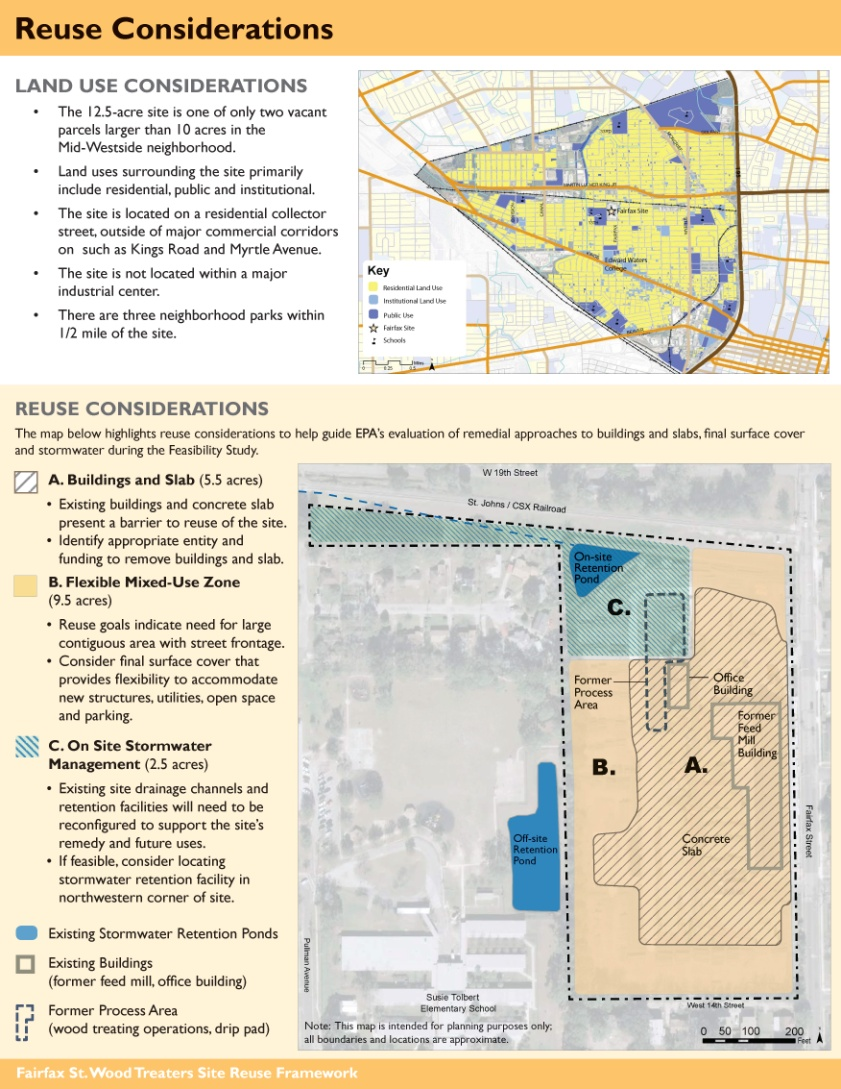 Reuse Considerations
LAND USE CONSIDERATIONS
• The 12.5-acre site is one of only two vacant
parcels larger than 10 acres in the
Mid-Westside neighborhood.
• Land uses surrounding the site primarily
include residential, public and institutional.
• The site is located on a residential collector
street, outside of major commercial corridors
on such as Kings Road and Myrtle Avenue.
• The site is not located within a major
industrial center.
• There are three neighborhood parks within
1/2 mile of the site.
MARTIN LUTHER KING JR
Fairfax Site
Edward Waters
College
Key
Residential Land Use
Institutional Land Use
Public Use
Fairfax Site
Schools
0 0.25 0.5
Miles
REUSE CONSIDERATIONS
The map below highlights reuse considerations to help guide EPA's evaluation of remedial approaches to buildings and slabs, final surface cover
and stormwater during the Feasibility Study.
A. Buildings and Slab (5.5 acres)
• Existing buildings and concrete slab
present a barrier to reuse of the site.
• Identify appropriate entity and
funding to remove buildings and slab.
B. Flexible Mixed-Use Zone
(9.5 acres)
• Reuse goals indicate need for large
contiguous area with street frontage.
• Consider final surface cover that
provides flexibility to accommodate
new structures, utilities, open space
and parking.
C. On Site Stormwater
Management (2.5 acres)
• Existing site drainage channels and
retention facilities will need to be
reconfigured to support the site's
remedy and future uses.
• If feasible, consider locating
stormwater retention facility in
northwestern corner of site.
Existing Stormwater Retention Ponds
Existing Buildings
(former feed mill, office building)
Former Process Area
(wood treating operations, drip pad)
W 19th Street
St. Johns / CSX Railroad
On-site
Retention
Pond
C.
Former
Process
Area
Office
Building
Former
Feed
Mill
Building
B.
A.
Off-site
Retention
Pond
Concrete
Slab
Fairfax Street
Pullman Avenue
Susie Tolbert
Elementary School
West 14th Street
Note: This map is intended for planning purposes only;
all boundaries and locations are approximate.
0 50 100 200
Feet
Fairfax St. Wood Treaters Site Reuse Framework